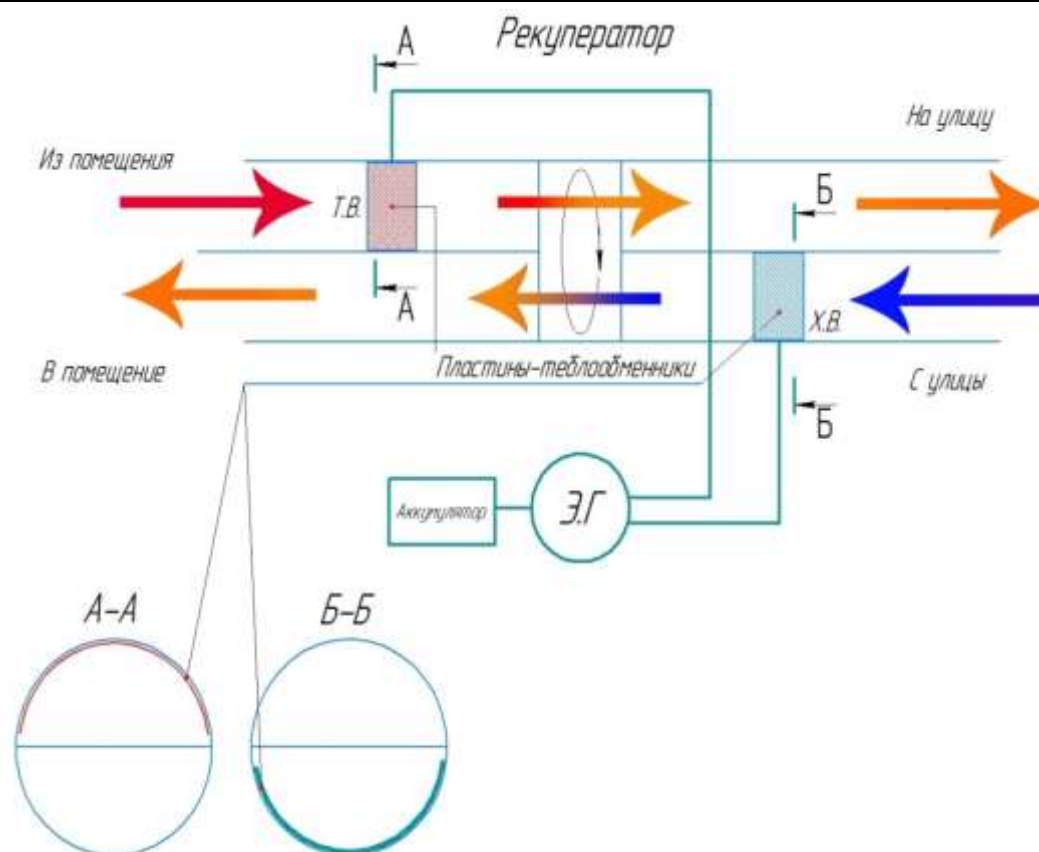 Рекуператор
А
На улицу
Из помещения
Т.В.
Б
А
Х.В.
В помещение
Пластины-теблообменники
С улицы
Б
Аккумулятор
Э.Г
А-А
Б-Б